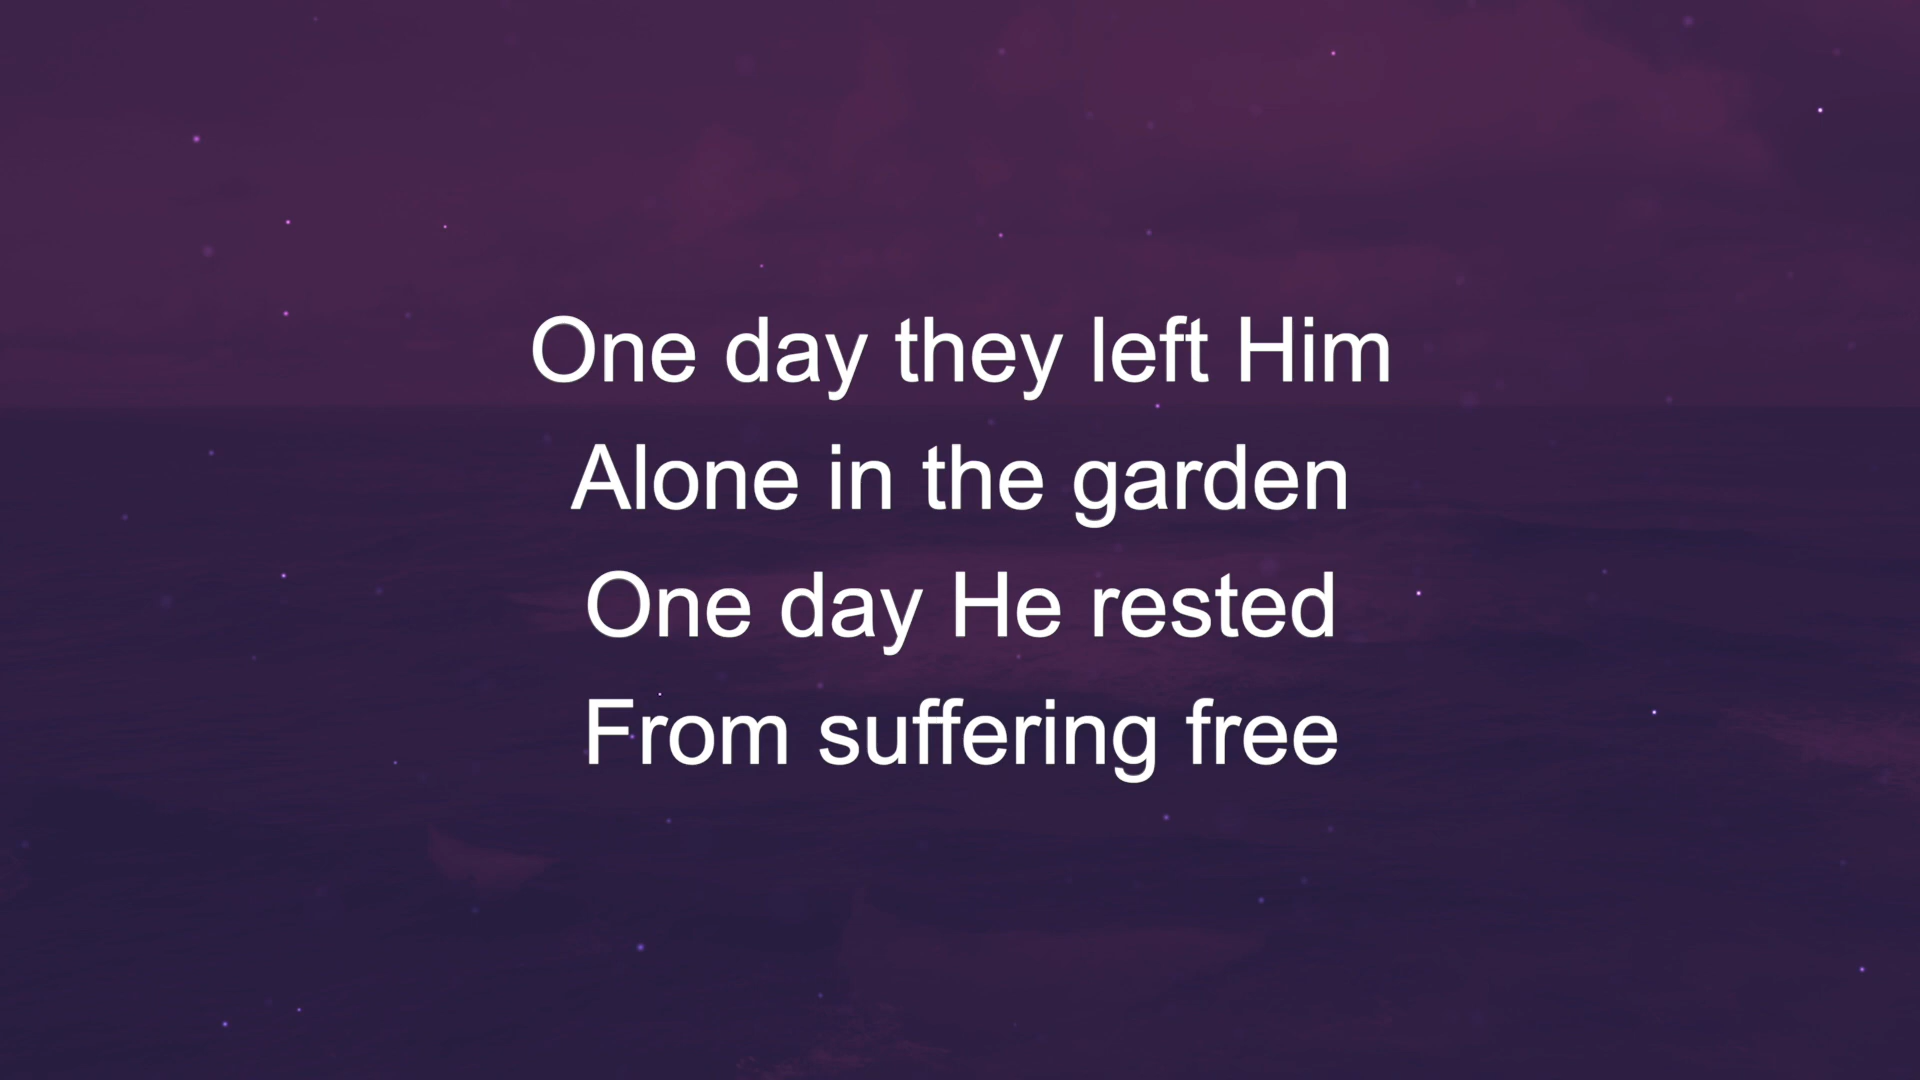 One day they left Him
Alone in the garden
One day He rested
From suffering free